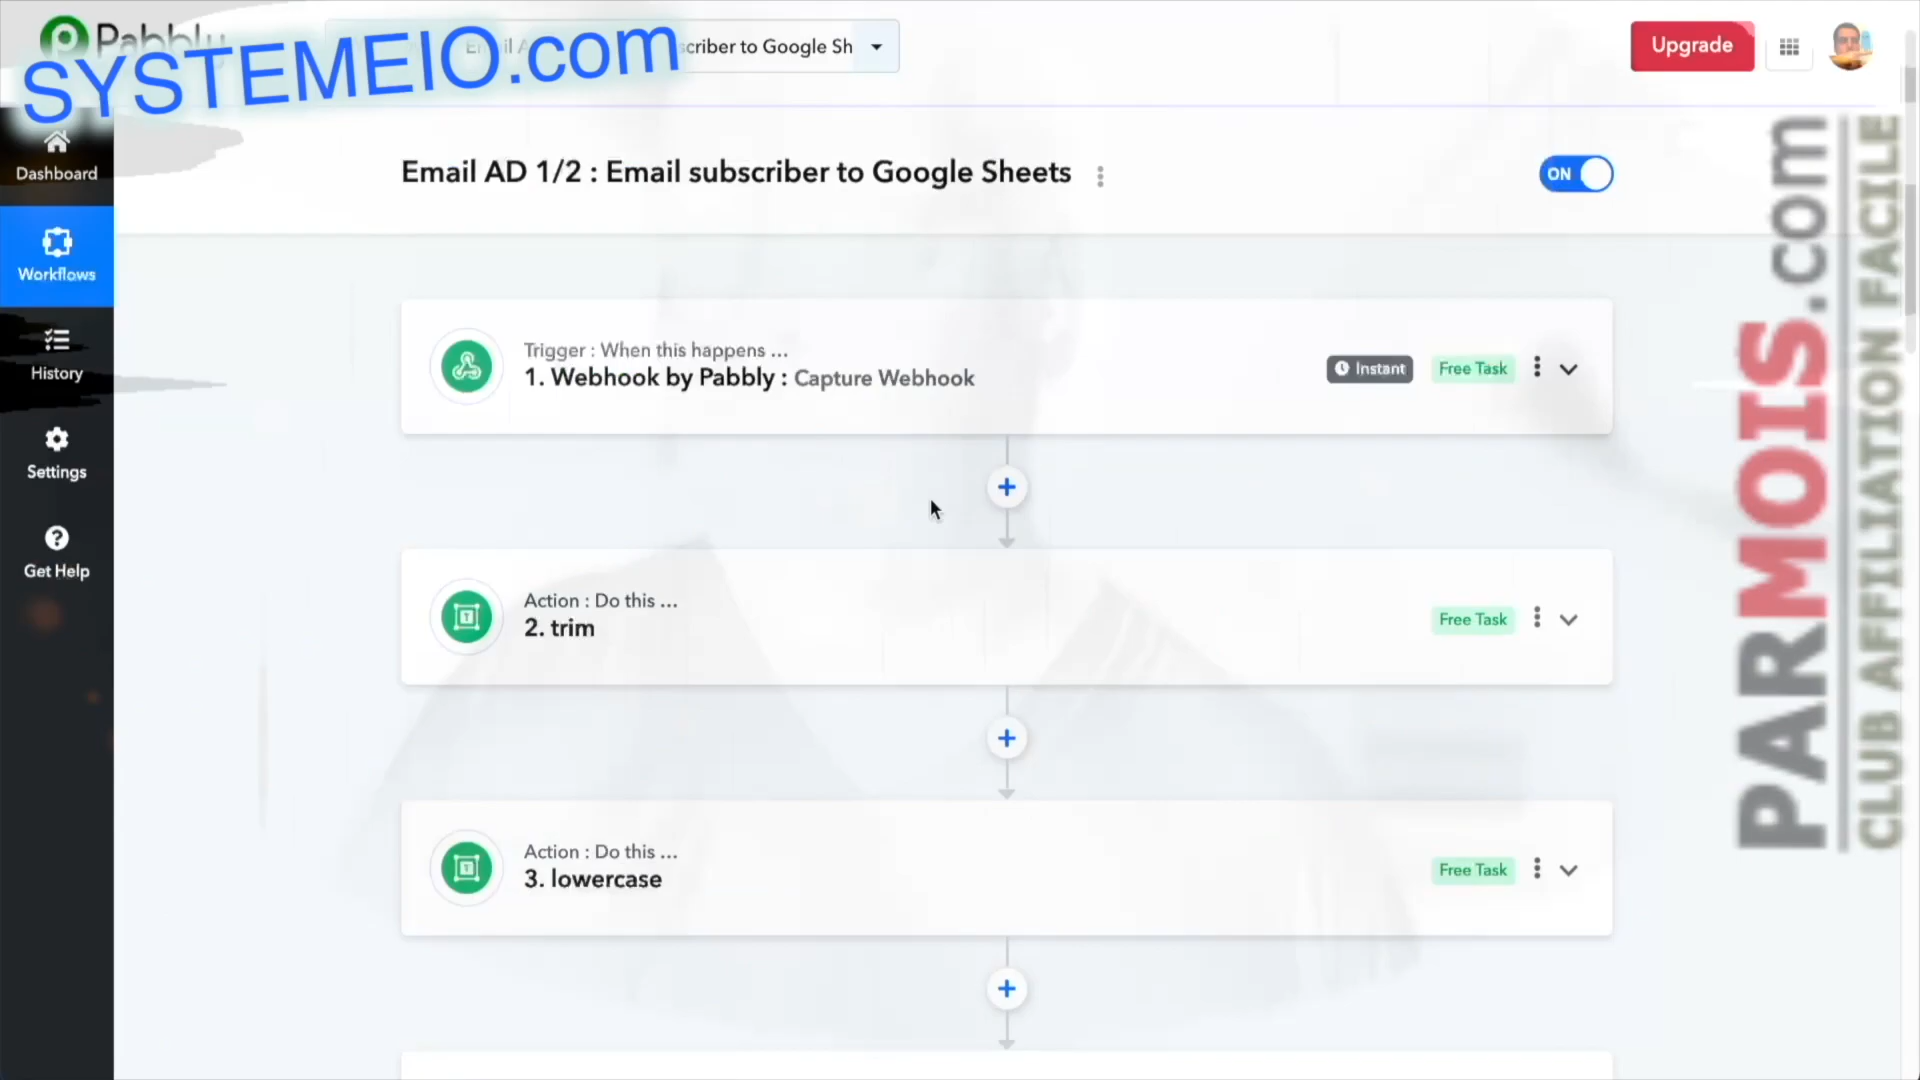 Pabbly
SYSTEMEIO.com
scriber to Google Sh
Upgrade
Dashboard
Workflows
History
Settings
Get Help
Email AD 1/2 : Email subscriber to Google Sheets
ON
Trigger : When this happens ...
1. Webhook by Pabbly : Capture Webhook
Instant
Free Task
Action : Do this ...
2. trim
Free Task
Action : Do this ...
3. lowercase
Free Task
PARMOIS.com
CLUB AFFILIATION FACILE